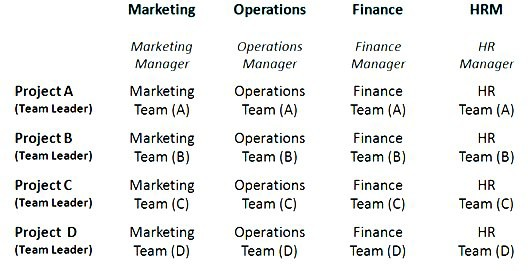 Marketing Operations Finance HRM
Marketing Operations Finance HR
Manager Manager Manager Manager
Project A Marketing Operations Finance HR
(Team Leader) Team (A) Team (A) Team (A) Team (A)
Project B Marketing Operations Finance HR
(Team Leader) Team (B) Team (B) Team (B) Team (B)
Project C Marketing Operations Finance HR
(Team Leader) Team (C) Team (C) Team (C) Team (C)
Project D Marketing Operations Finance HR
(Team Leader) Team (D) Team (D) Team (D) Team (D)